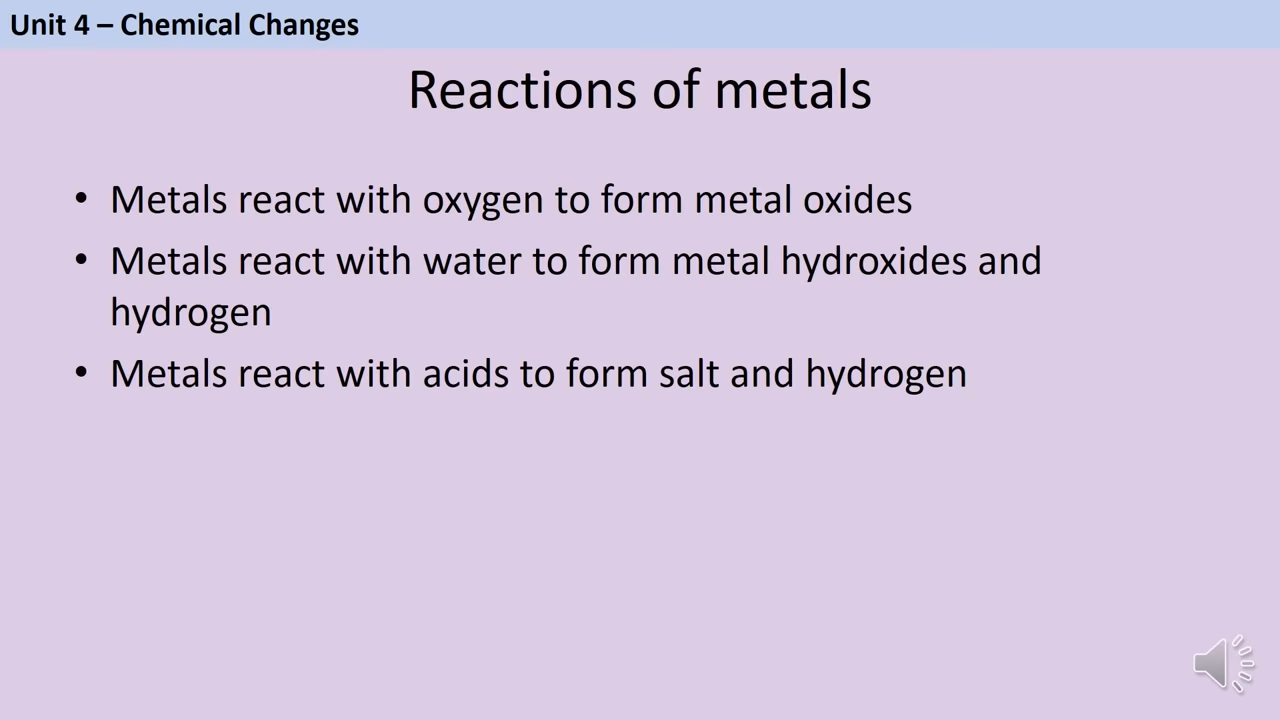 Unit 4 – Chemical Changes
Reactions of metals
• Metals react with oxygen to form metal oxides
• Metals react with water to form metal hydroxides and
hydrogen
• Metals react with acids to form salt and hydrogen